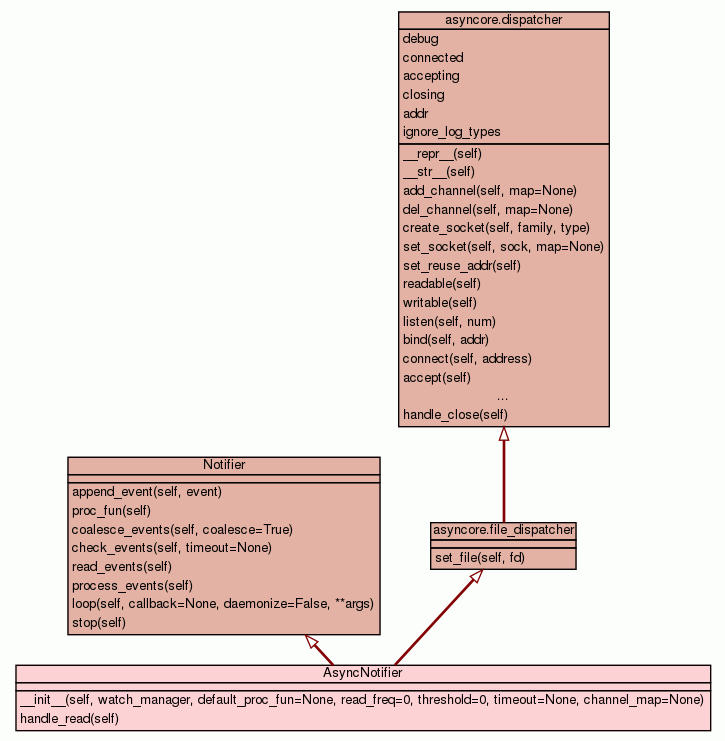 asyncore.dispatcher
debug
connected
accepting
closing
addr
ignore_log_types
__repr__(self)
__str__(self)
add_channel(self, map=None)
del_channel(self, map=None)
create_socket(self, family, type)
set_socket(self, sock, map=None)
set_reuse_addr(self)
readable(self)
writable(self)
listen(self, num)
bind(self, addr)
connect(self, address)
accept(self)
...
handle_close(self)
Notifier
append_event(self, event)
proc_fun(self)
coalesce_events(self, coalesce=True)
check_events(self, timeout=None)
read_events(self)
process_events(self)
loop(self, callback=None, daemonize=False, **args)
stop(self)
asyncore.file_dispatcher
set_file(self, fd)
AsyncNotifier
__init__(self, watch_manager, default_proc_fun=None, read_freq=0, threshold=0, timeout=None, channel_map=None)
handle_read(self)